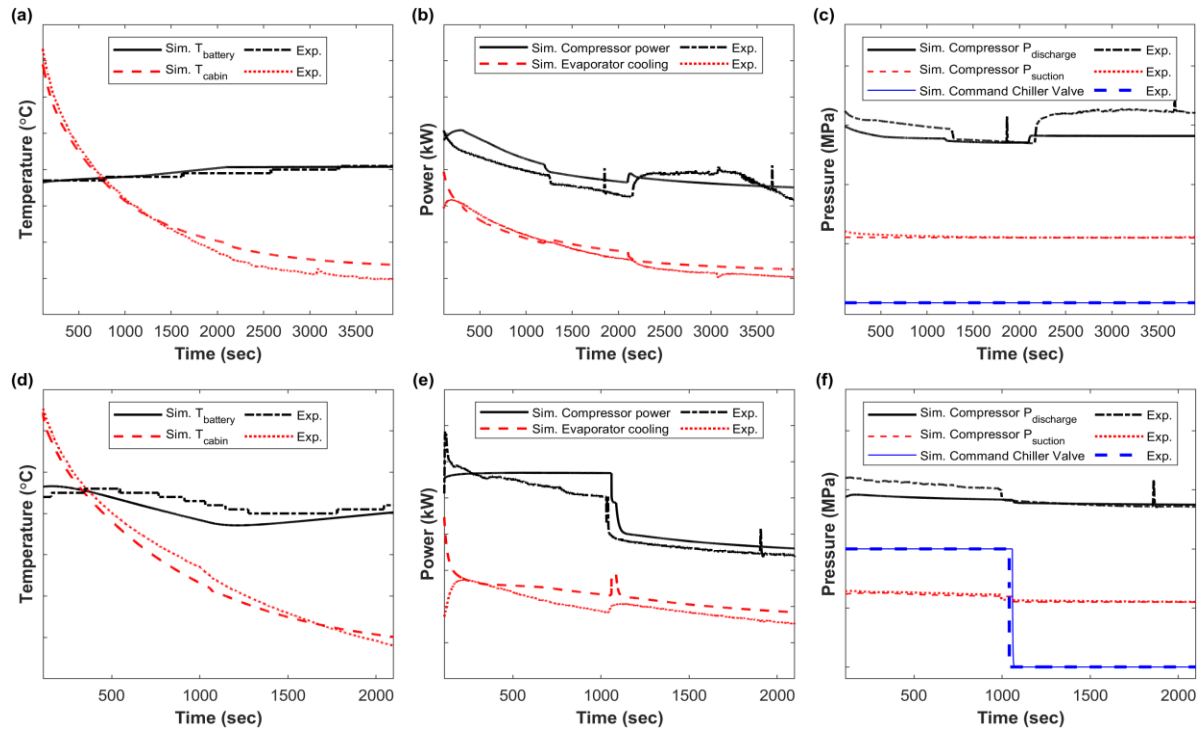 (a)
Sim. T_battery Exp.
Sim. T_cabin Exp.
Temperature (°C)
500 1000 1500 2000 2500 3000 3500
Time (sec)
(b)
Sim. Compressor power Exp.
Sim. Evaporator cooling Exp.
Power (kW)
500 1000 1500 2000 2500 3000 3500
Time (sec)
(c)
Sim. Compressor P_discharge Exp.
Sim. Compressor P_suction Exp.
Sim. Command Chiller Valve Exp.
Pressure (MPa)
500 1000 1500 2000 2500 3000 3500
Time (sec)
(d)
Sim. T_battery Exp.
Sim. T_cabin Exp.
Temperature (°C)
500 1000 1500 2000
Time (sec)
(e)
Sim. Compressor power Exp.
Sim. Evaporator cooling Exp.
Power (kW)
500 1000 1500 2000
Time (sec)
(f)
Sim. Compressor P_discharge Exp.
Sim. Compressor P_suction Exp.
Sim. Command Chiller Valve Exp.
Pressure (MPa)
500 1000 1500 2000
Time (sec)